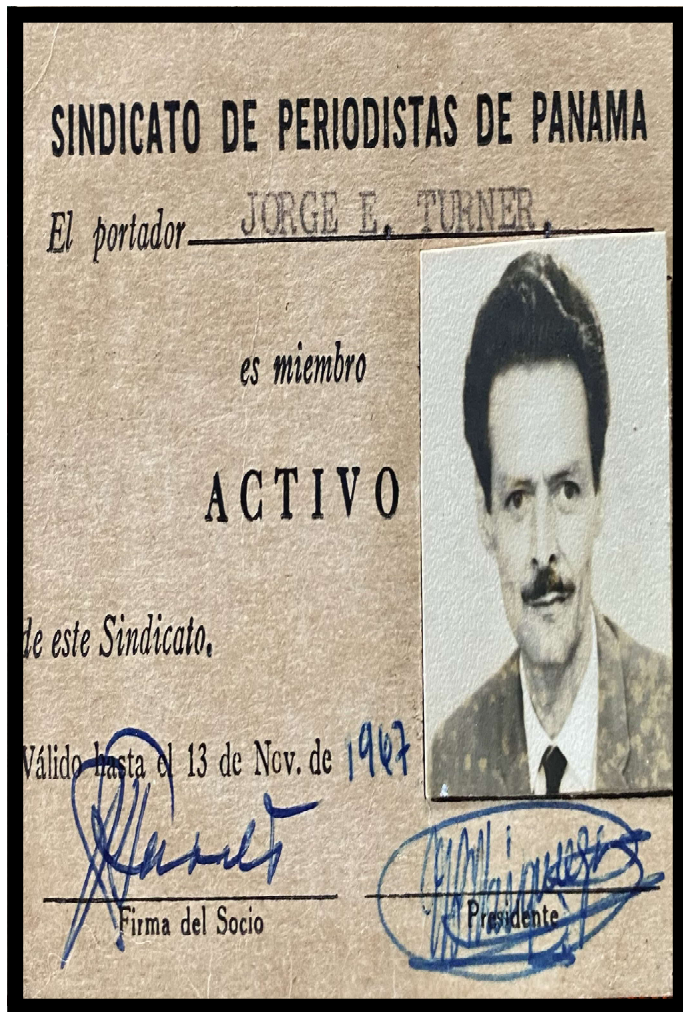 SINDICATO DE PERIODISTAS DE PANAMA
El portador JORGE E. TURNER.
es miembro
ACTIVO
de este Sindicato.
Válido hasta el 13 de Nov. de 1967
Firma del Socio
Presidente